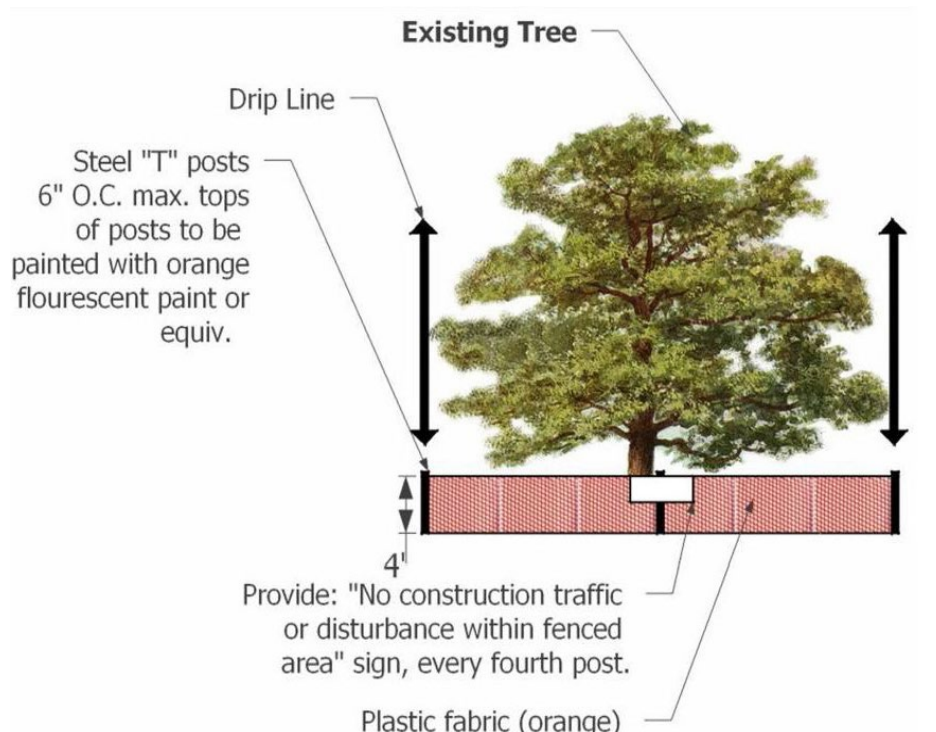 Existing Tree
Drip Line
Steel "T" posts
6" O.C. max. tops
of posts to be
painted with orange
flourescent paint or
equiv.
4'
Provide: "No construction traffic
or disturbance within fenced
area" sign, every fourth post.
Plastic fabric (orange)